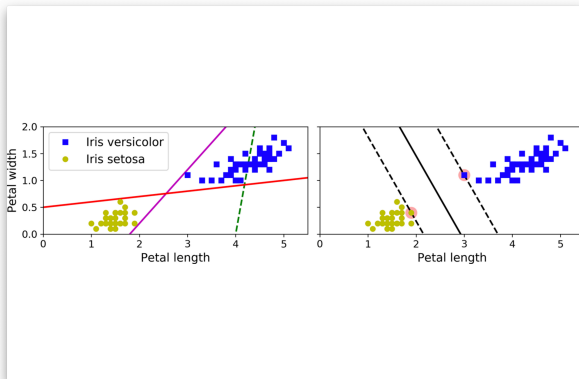 2.0
1.5
1.0
0.5
0.0
Petal width
Iris versicolor
Iris setosa
0 1 2 3 4 5
Petal length
0 1 2 3 4 5
Petal length